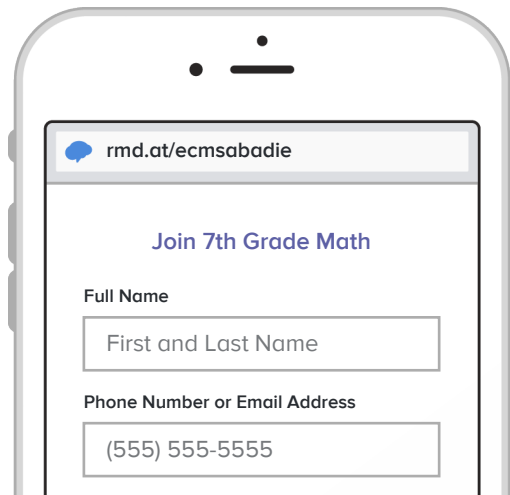 rmd.at/ecmsabadie
Join 7th Grade Math
Full Name
First and Last Name
Phone Number or Email Address
(555) 555-5555